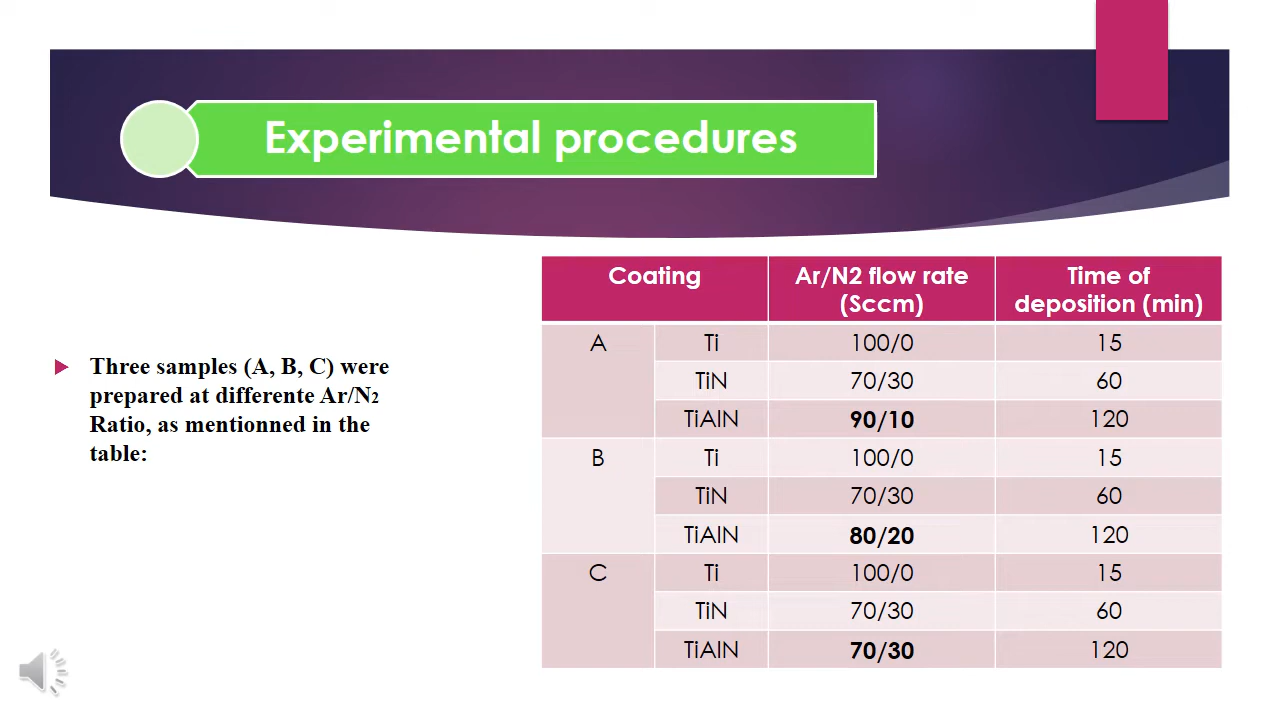 Experimental procedures
Three samples (A, B, C) were
prepared at differente Ar/N₂
Ratio, as mentionned in the
table:
Coating Ar/N2 flow rate (Sccm) Time of deposition (min)
A Ti 100/0 15
TiN 70/30 60
TiAlN 90/10 120
B Ti 100/0 15
TiN 70/30 60
TiAlN 80/20 120
C Ti 100/0 15
TiN 70/30 60
TiAlN 70/30 120